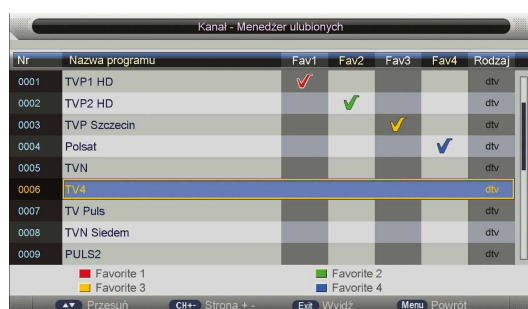 Kanał - Menedżer ulubionych
Nr Nazwa programu Fav1 Fav2 Fav3 Fav4 Rodzaj
0001 TVP1 HD dtv
0002 TVP2 HD dtv
0003 TVP Szczecin dtv
0004 Polsat dtv
0005 TVN dtv
0006 TV4 dtv
0007 TV Puls dtv
0008 TVN Siedem dtv
0009 PULS2 dtv
Favorite 1 Favorite 2
Favorite 3 Favorite 4
▲▼ Przesuń CH+- Strona + - Exit Wyjdź Menu Powrót